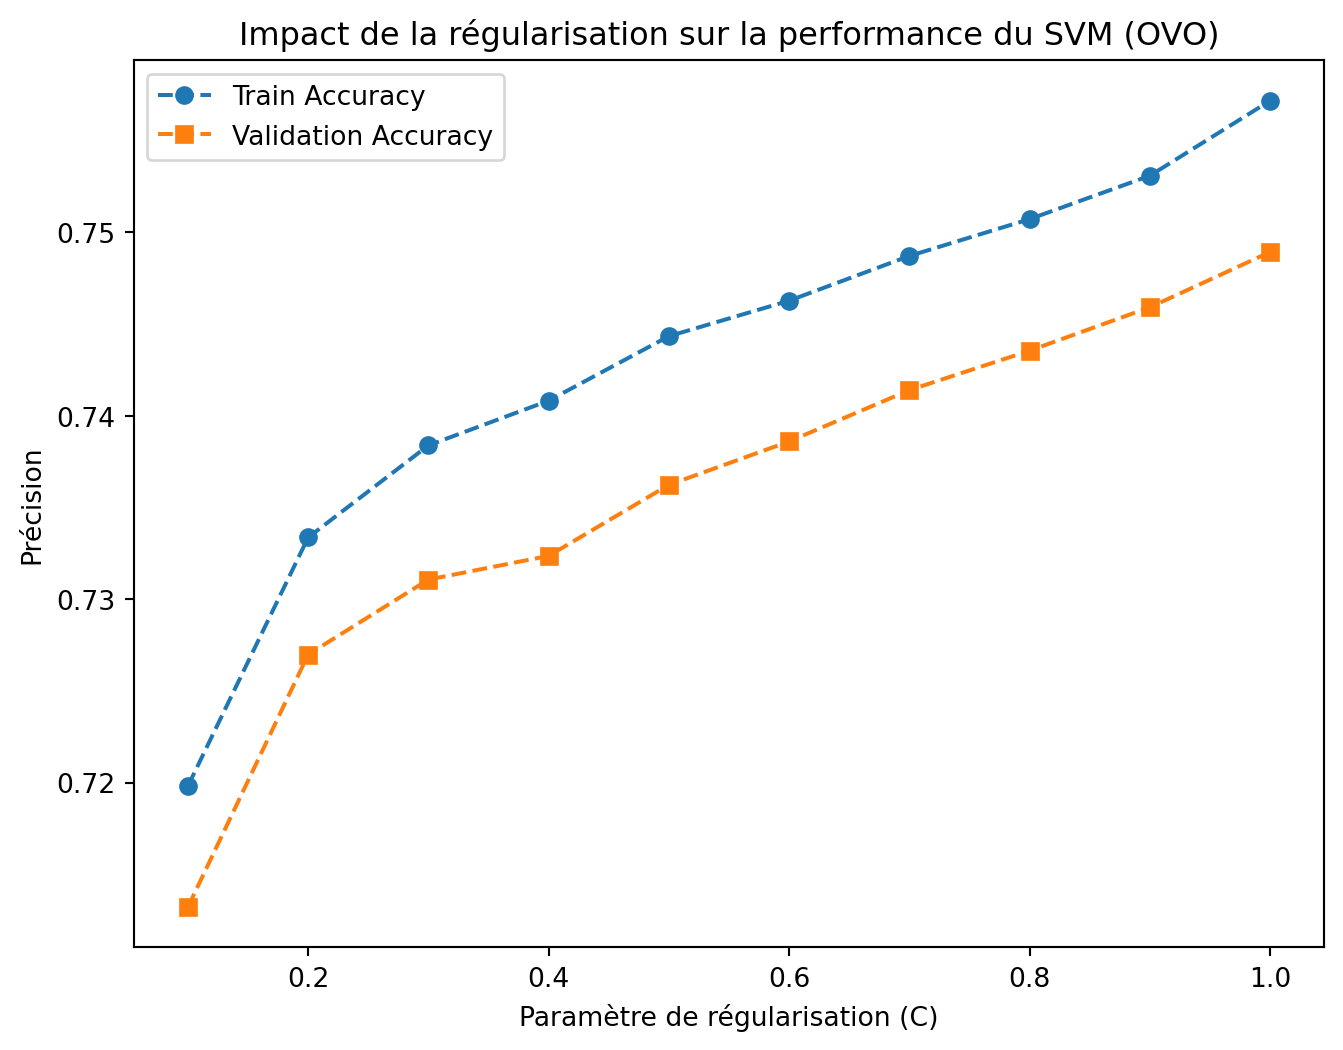 Impact de la régularisation sur la performance du SVM (OVO)
Train Accuracy
Validation Accuracy
Précision
0.75
0.74
0.73
0.72
0.2 0.4 0.6 0.8 1.0
Paramètre de régularisation (C)